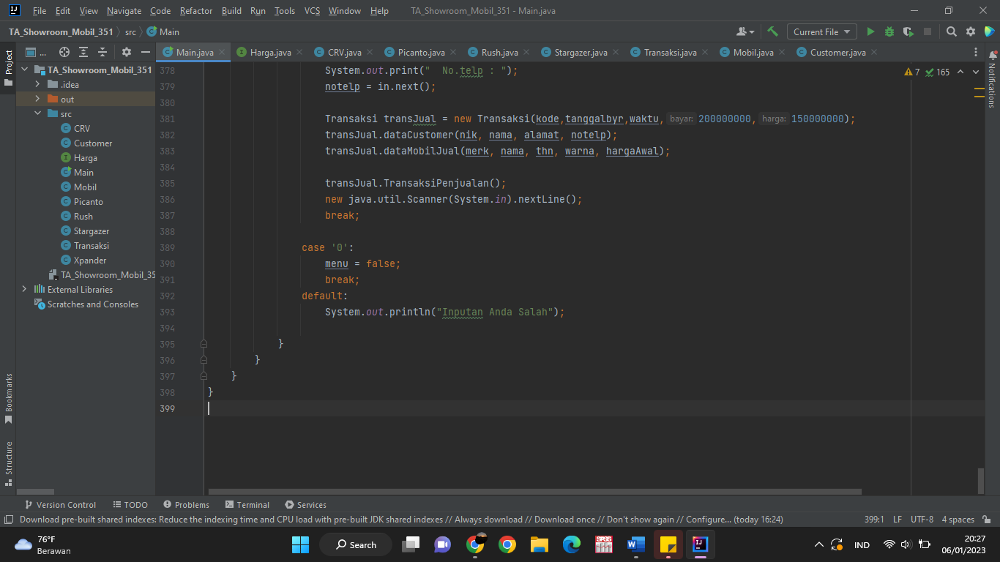 File Edit View Navigate Code Refactor Build Run Tools VCS Window Help TA_Showroom_Mobil_351 - Main.java
TA_Showroom_Mobil_351 src Main Current File
Project ... Main.java Harga.java CRV.java Picanto.java Rush.java Stargazer.java Transaksi.java Mobil.java Customer.java
TA_Showroom_Mobil_351
.idea
out
src
CRV
Customer
Harga
Main
Mobil
Picanto
Rush
Stargazer
Transaksi
Xpander
TA_Showroom_Mobil_35
External Libraries
Scratches and Consoles
7 165
378 System.out.print("  No.telp : ");
379 notelp = in.next();
380
381 Transaksi transJual = new Transaksi(kode,tanggalbyr,waktu, bayar: 200000000, harga: 150000000);
382 transJual.dataCustomer(nik, nama, alamat, notelp);
383 transJual.dataMobilJual(merk, nama, thn, warna, hargaAwal);
384
385 transJual.TransaksiPenjualan();
386 new java.util.Scanner(System.in).nextLine();
387 break;
388
389 case '0':
390 menu = false;
391 break;
392 default:
393 System.out.println("Inputan Anda Salah");
394
395 }
396 }
397 }
398 }
399
Notifications
Bookmarks
Structure
Version Control TODO Problems Terminal Services
Download pre-built shared indexes: Reduce the indexing time and CPU load with pre-built JDK shared indexes // Always download // Download once // Don't show again // Configure... (today 16:24) 399:1 LF UTF-8 4 spaces
76°F
Berawan
Search
SPSS
IND
20:27
06/01/2023